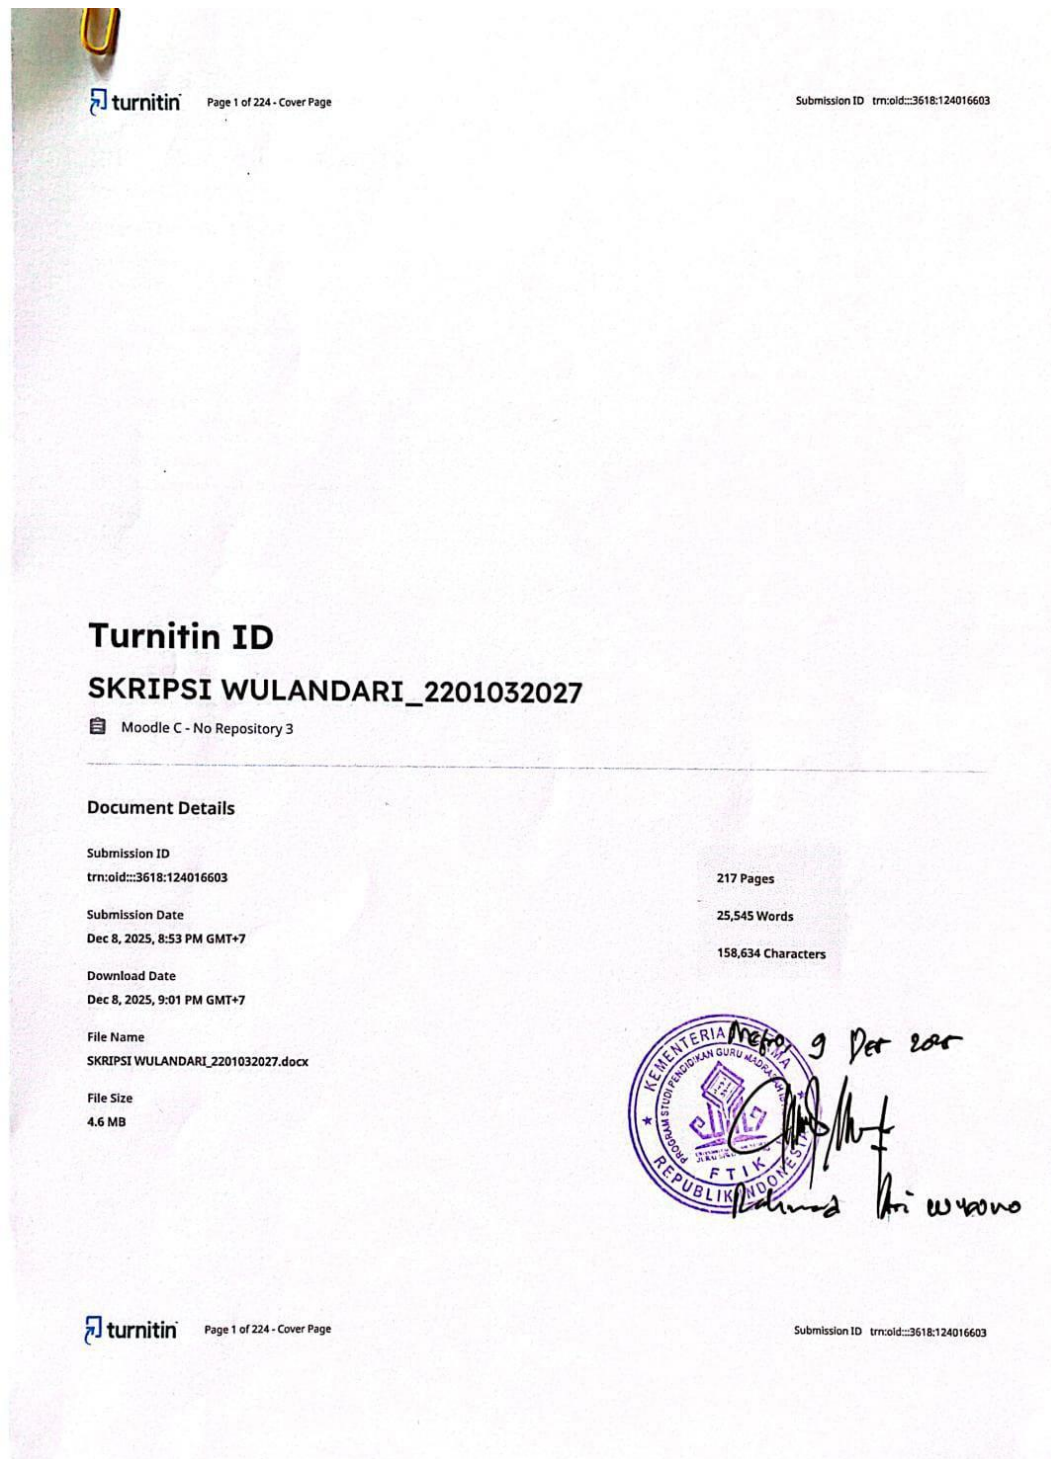 turnitin Page 1 of 224 - Cover Page Submission ID trn:oid:::3618:124016603
Turnitin ID
SKRIPSI WULANDARI_2201032027
Moodle C - No Repository 3
Document Details
Submission ID
trn:oid:::3618:124016603
217 Pages
Submission Date
25,545 Words
Dec 8, 2025, 8:53 PM GMT+7
158,634 Characters
Download Date
Dec 8, 2025, 9:01 PM GMT+7
File Name
SKRIPSI WULANDARI_2201032027.docx
File Size
4.6 MB
Metro, 9 Des 2025
KEMENTERIA
PROGRAM STUDI PENDIDIKAN GURU MADRASAH
FTIK
REPUBLIK INDONESIA
turnitin Page 1 of 224 - Cover Page Submission ID trn:oid:::3618:124016603